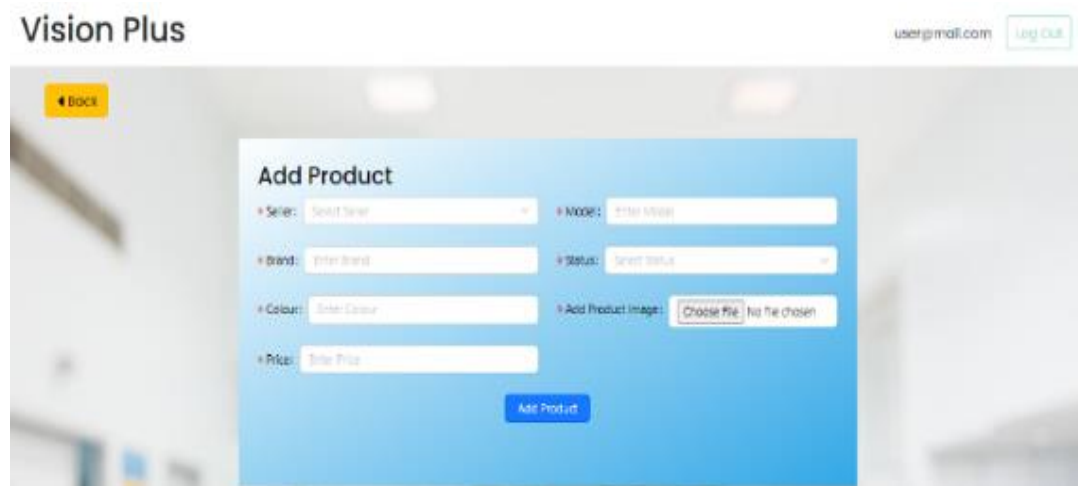 Vision Plus
user@mail.com Log Out
Back
Add Product
* Seller: Select Seller
* Model: Enter Model
* Brand: Enter Brand
* Status: Select Status
* Colour: Enter Colour
* Add Product Image: Choose File No file chosen
* Price: Enter Price
Add Product